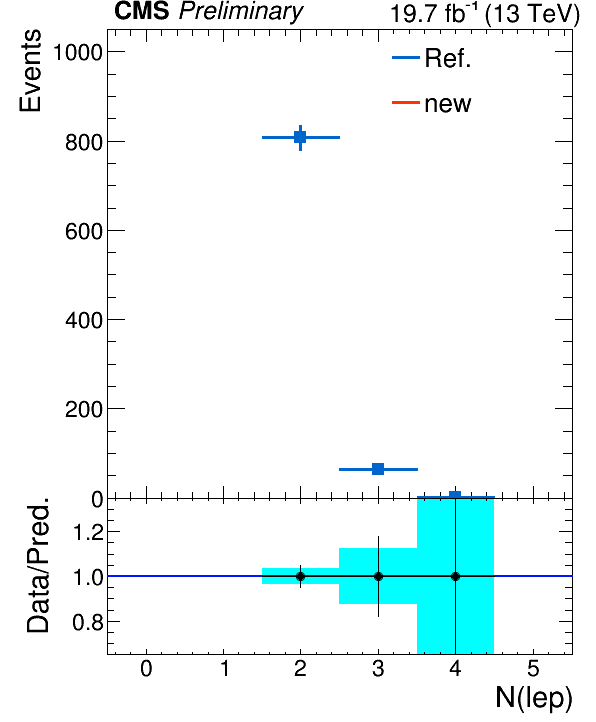 CMS Preliminary 19.7 fb⁻¹ (13 TeV)
Events
1000
800
600
400
200
0
Ref.
new
Data/Pred.
1.2
1.0
0.8
0 1 2 3 4 5
N(lep)